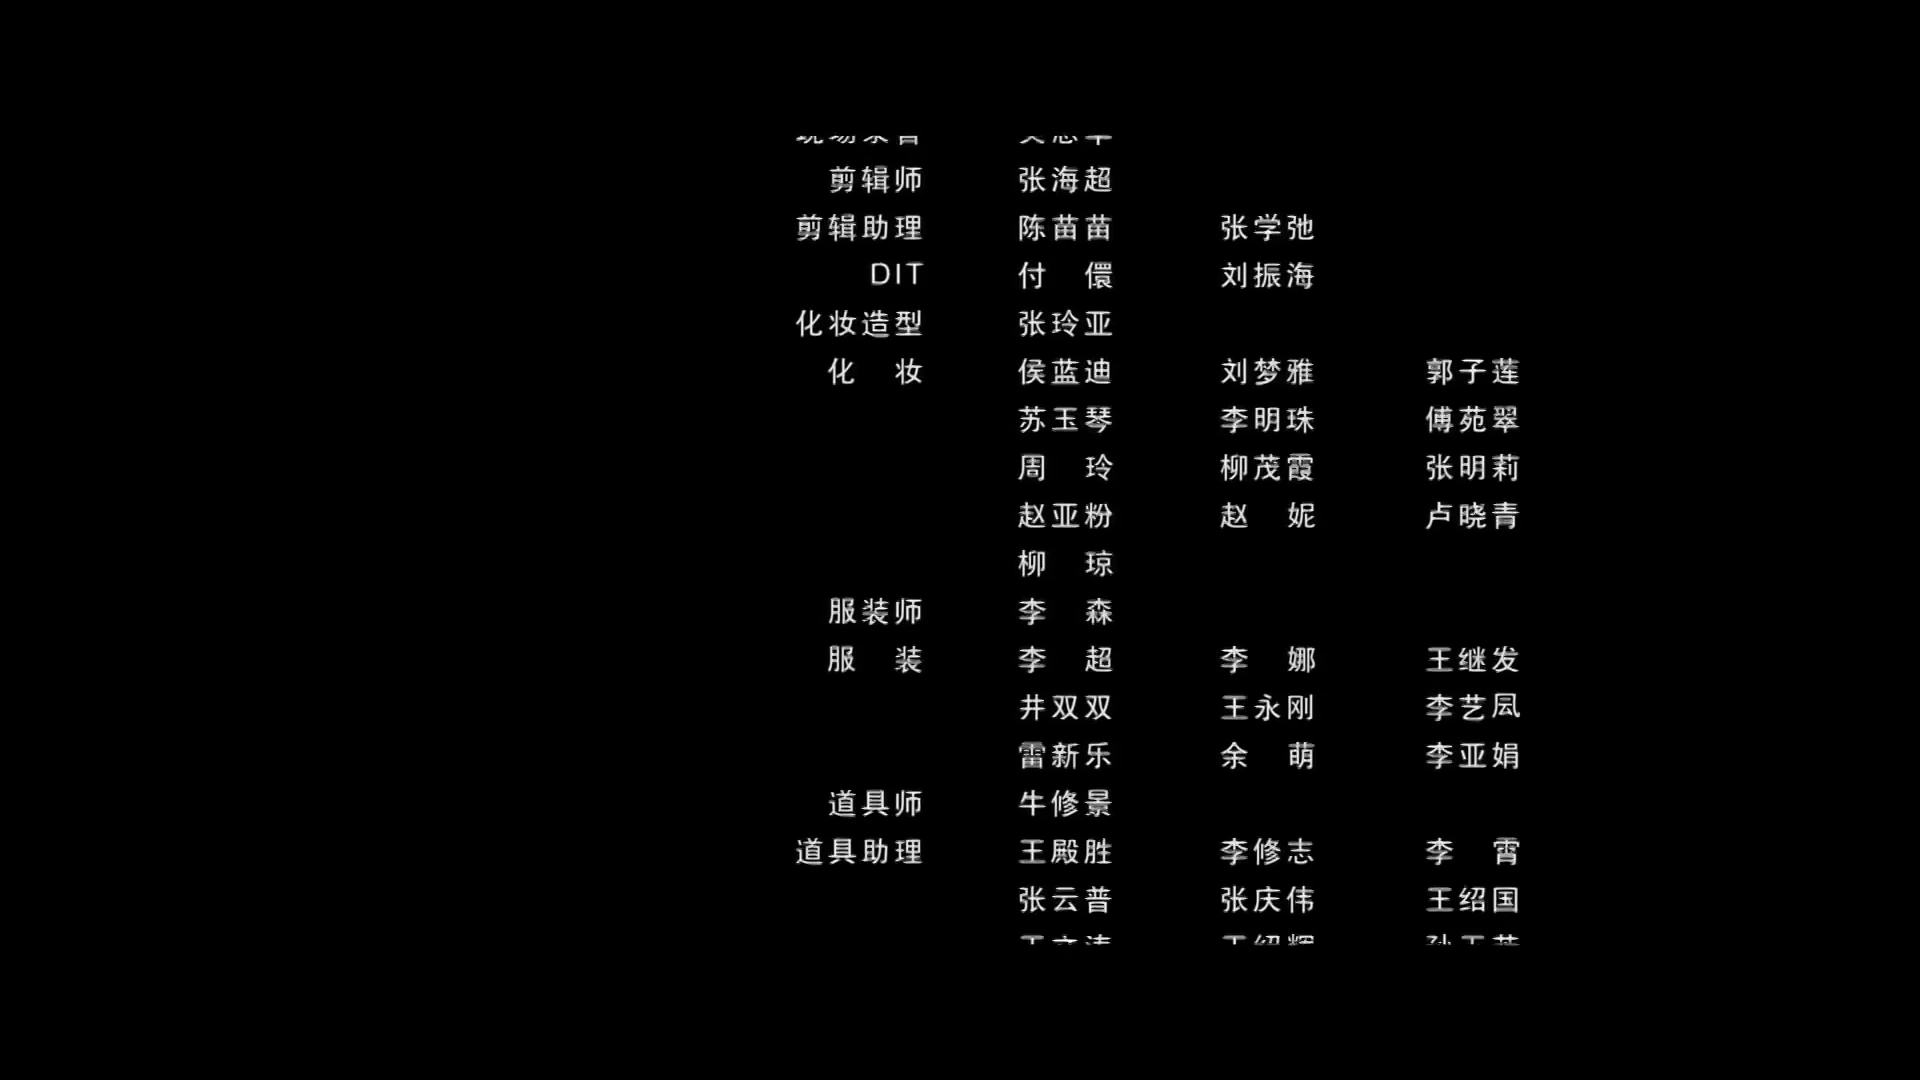 剪辑师 张海超
剪辑助理 陈苗苗 张学弛
DIT 付 儇 刘振海
化妆造型 张玲亚
化 妆 侯蓝迪 刘梦雅 郭子莲
苏玉琴 李明珠 傅苑翠
周 玲 柳茂霞 张明莉
赵亚粉 赵 妮 卢晓青
柳 琼
服装师 李 森
服 装 李 超 李 娜 王继发
井双双 王永刚 李艺凤
雷新乐 余 萌 李亚娟
道具师 牛修景
道具助理 王殿胜 李修志 李 霄
张云普 张庆伟 王绍国